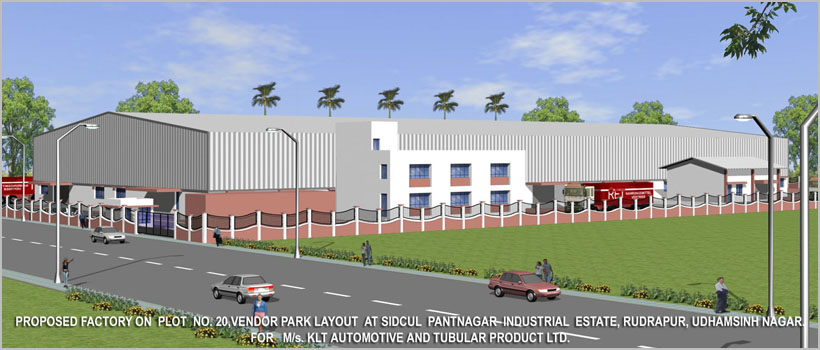 RET
PROPOSED FACTORY ON PLOT NO. 20,VENDOR PARK LAYOUT AT SIDCUL PANTNAGAR INDUSTRIAL ESTATE, RUDRAPUR, UDHAMSINH NAGAR.
FOR M/s. KLT AUTOMOTIVE AND TUBULAR PRODUCT LTD.